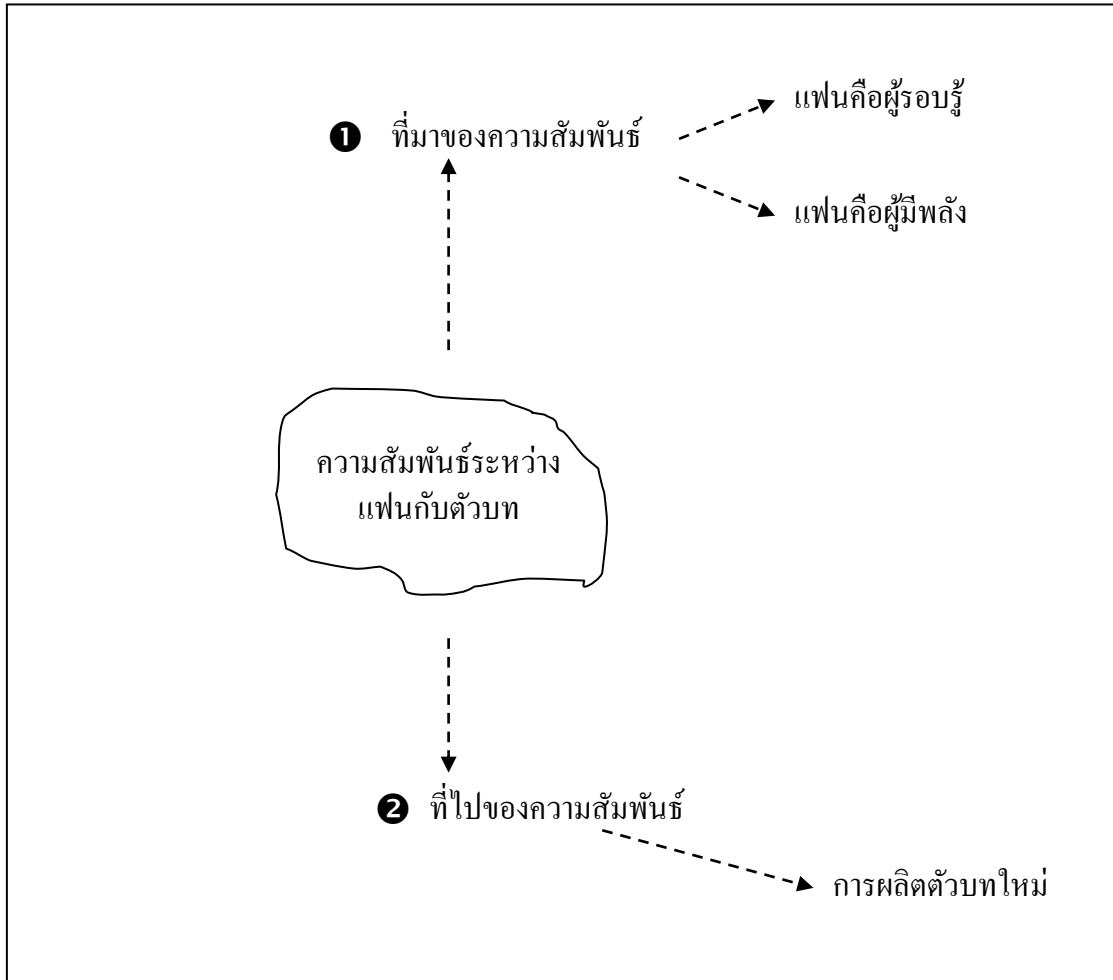 แฟนคือผู้รอบรู้
❶ ที่มาของความสัมพันธ์
แฟนคือผู้มีพลัง
ความสัมพันธ์ระหว่าง
แฟนกับตัวบท
❷ ที่ไปของความสัมพันธ์
การผลิตตัวบทใหม่